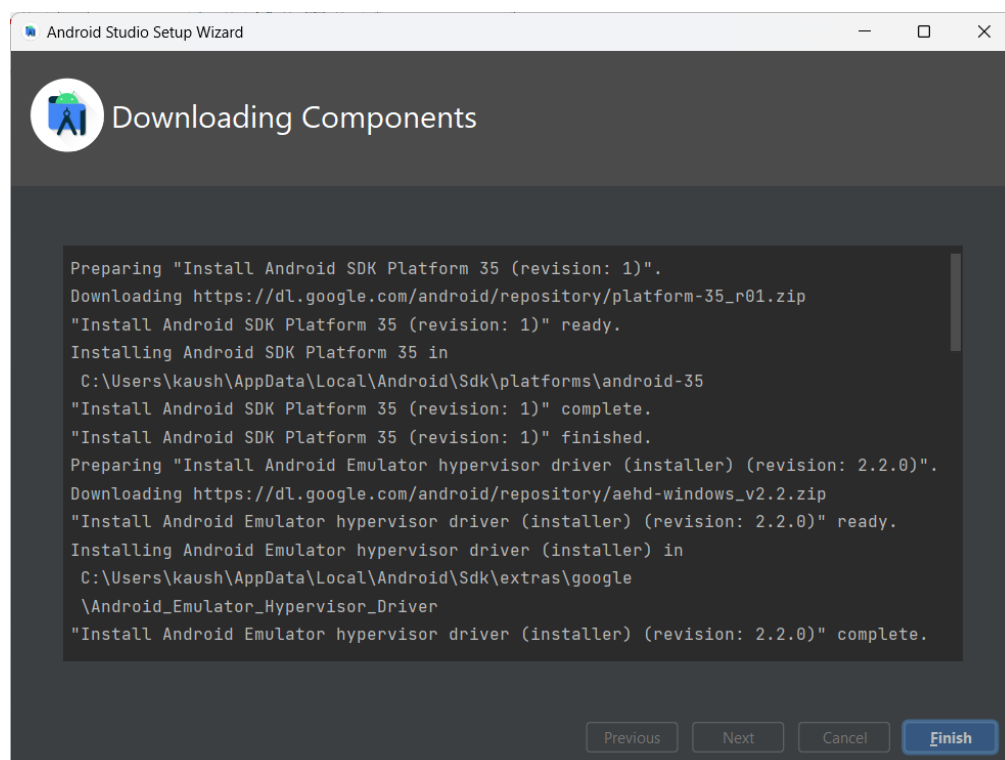 Android Studio Setup Wizard
Downloading Components
Preparing "Install Android SDK Platform 35 (revision: 1)".
Downloading https://dl.google.com/android/repository/platform-35_r01.zip
"Install Android SDK Platform 35 (revision: 1)" ready.
Installing Android SDK Platform 35 in
C:\Users\kaush\AppData\Local\Android\Sdk\platforms\android-35
"Install Android SDK Platform 35 (revision: 1)" complete.
"Install Android SDK Platform 35 (revision: 1)" finished.
Preparing "Install Android Emulator hypervisor driver (installer) (revision: 2.2.0)".
Downloading https://dl.google.com/android/repository/aehd-windows_v2.2.zip
"Install Android Emulator hypervisor driver (installer) (revision: 2.2.0)" ready.
Installing Android Emulator hypervisor driver (installer) in
C:\Users\kaush\AppData\Local\Android\Sdk\extras\google
\Android_Emulator_Hypervisor_Driver
"Install Android Emulator hypervisor driver (installer) (revision: 2.2.0)" complete.
Previous Next Cancel Finish